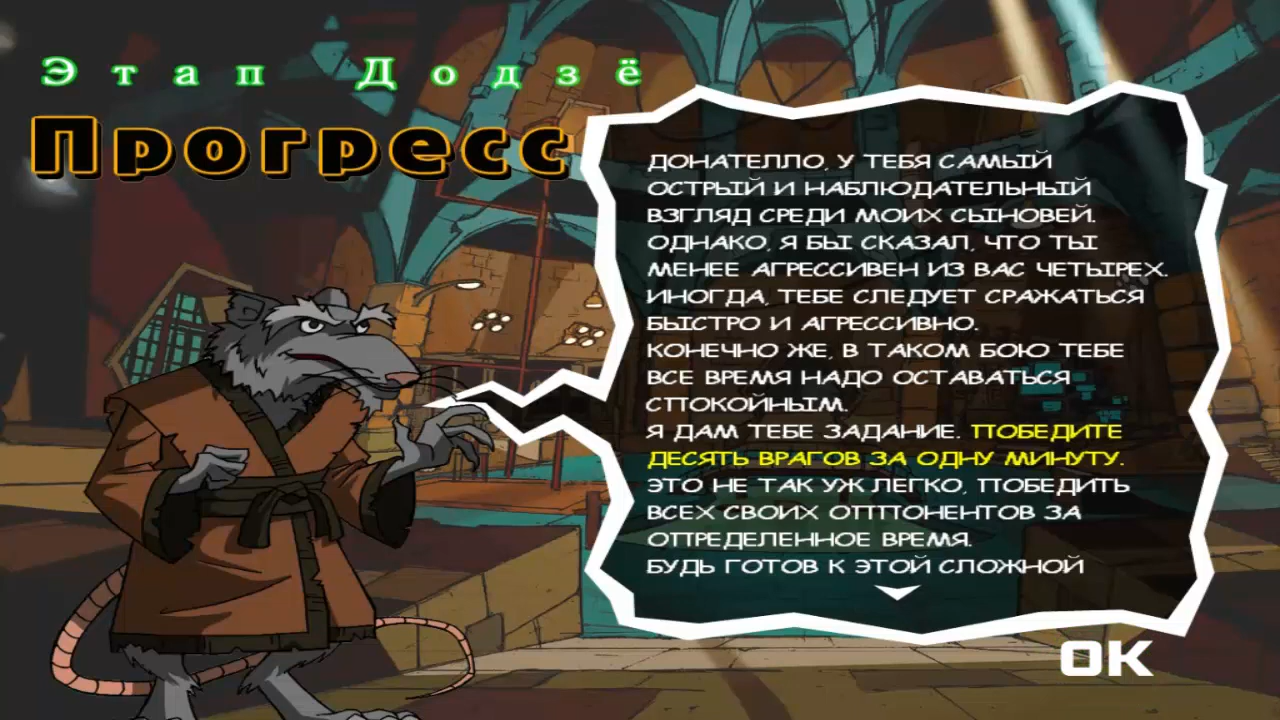 Этап Додзё
Прогресс
ДОНАТЕЛЛО, У ТЕБЯ САМЫЙ
ОСТРЫЙ И НАБЛЮДАТЕЛЬНЫЙ
ВЗГЛЯД СРЕДИ МОИХ СЫНОВЕЙ.
ОДНАКО, Я БЫ СКАЗАЛ, ЧТО ТЫ
МЕНЕЕ АГРЕССИВЕН ИЗ ВАС ЧЕТЫРЕХ.
ИНОГДА, ТЕБЕ СЛЕДУЕТ СРАЖАТЬСЯ
БЫСТРО И АГРЕССИВНО.
КОНЕЧНО ЖЕ, В ТАКОМ БОЮ ТЕБЕ
ВСЕ ВРЕМЯ НАДО ОСТАВАТЬСЯ
СПОКОЙНЫМ.
Я ДАМ ТЕБЕ ЗАДАНИЕ. ПОБЕДИТЕ
ДЕСЯТЬ ВРАГОВ ЗА ОДНУ МИНУТУ.
ЭТО НЕ ТАК УЖ ЛЕГКО, ПОБЕДИТЬ
ВСЕХ СВОИХ ОППОНЕНТОВ ЗА
ОПРЕДЕЛЕННОЕ ВРЕМЯ.
БУДЬ ГОТОВ К ЭТОЙ СЛОЖНОЙ
OK